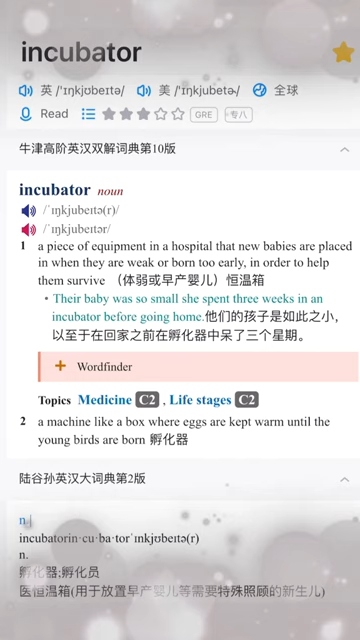 incubator
英 /'ɪŋkjʊbeɪtə/ 美 /'ɪŋkjubetɚ/ 全球
Read GRE 专八
牛津高阶英汉双解词典第10版
incubator noun
/ˈɪŋkjubeɪtə(r)/
/ˈɪŋkjubeɪtər/
1 a piece of equipment in a hospital that new babies are placed
in when they are weak or born too early, in order to help
them survive （体弱或早产婴儿）恒温箱
• Their baby was so small she spent three weeks in an
incubator before going home.他们的孩子是如此之小，
以至于在回家之前在孵化器中呆了三个星期。
+ Wordfinder
Topics Medicine C2 , Life stages C2
2 a machine like a box where eggs are kept warm until the
young birds are born 孵化器
陆谷孙英汉大词典第2版
n
incubatorin·cu·ba·torˈɪnkjʊbeɪtə(r)
n.
孵化器;孵化员
医恒温箱(用于放置早产婴儿等需要特殊照顾的新生儿)